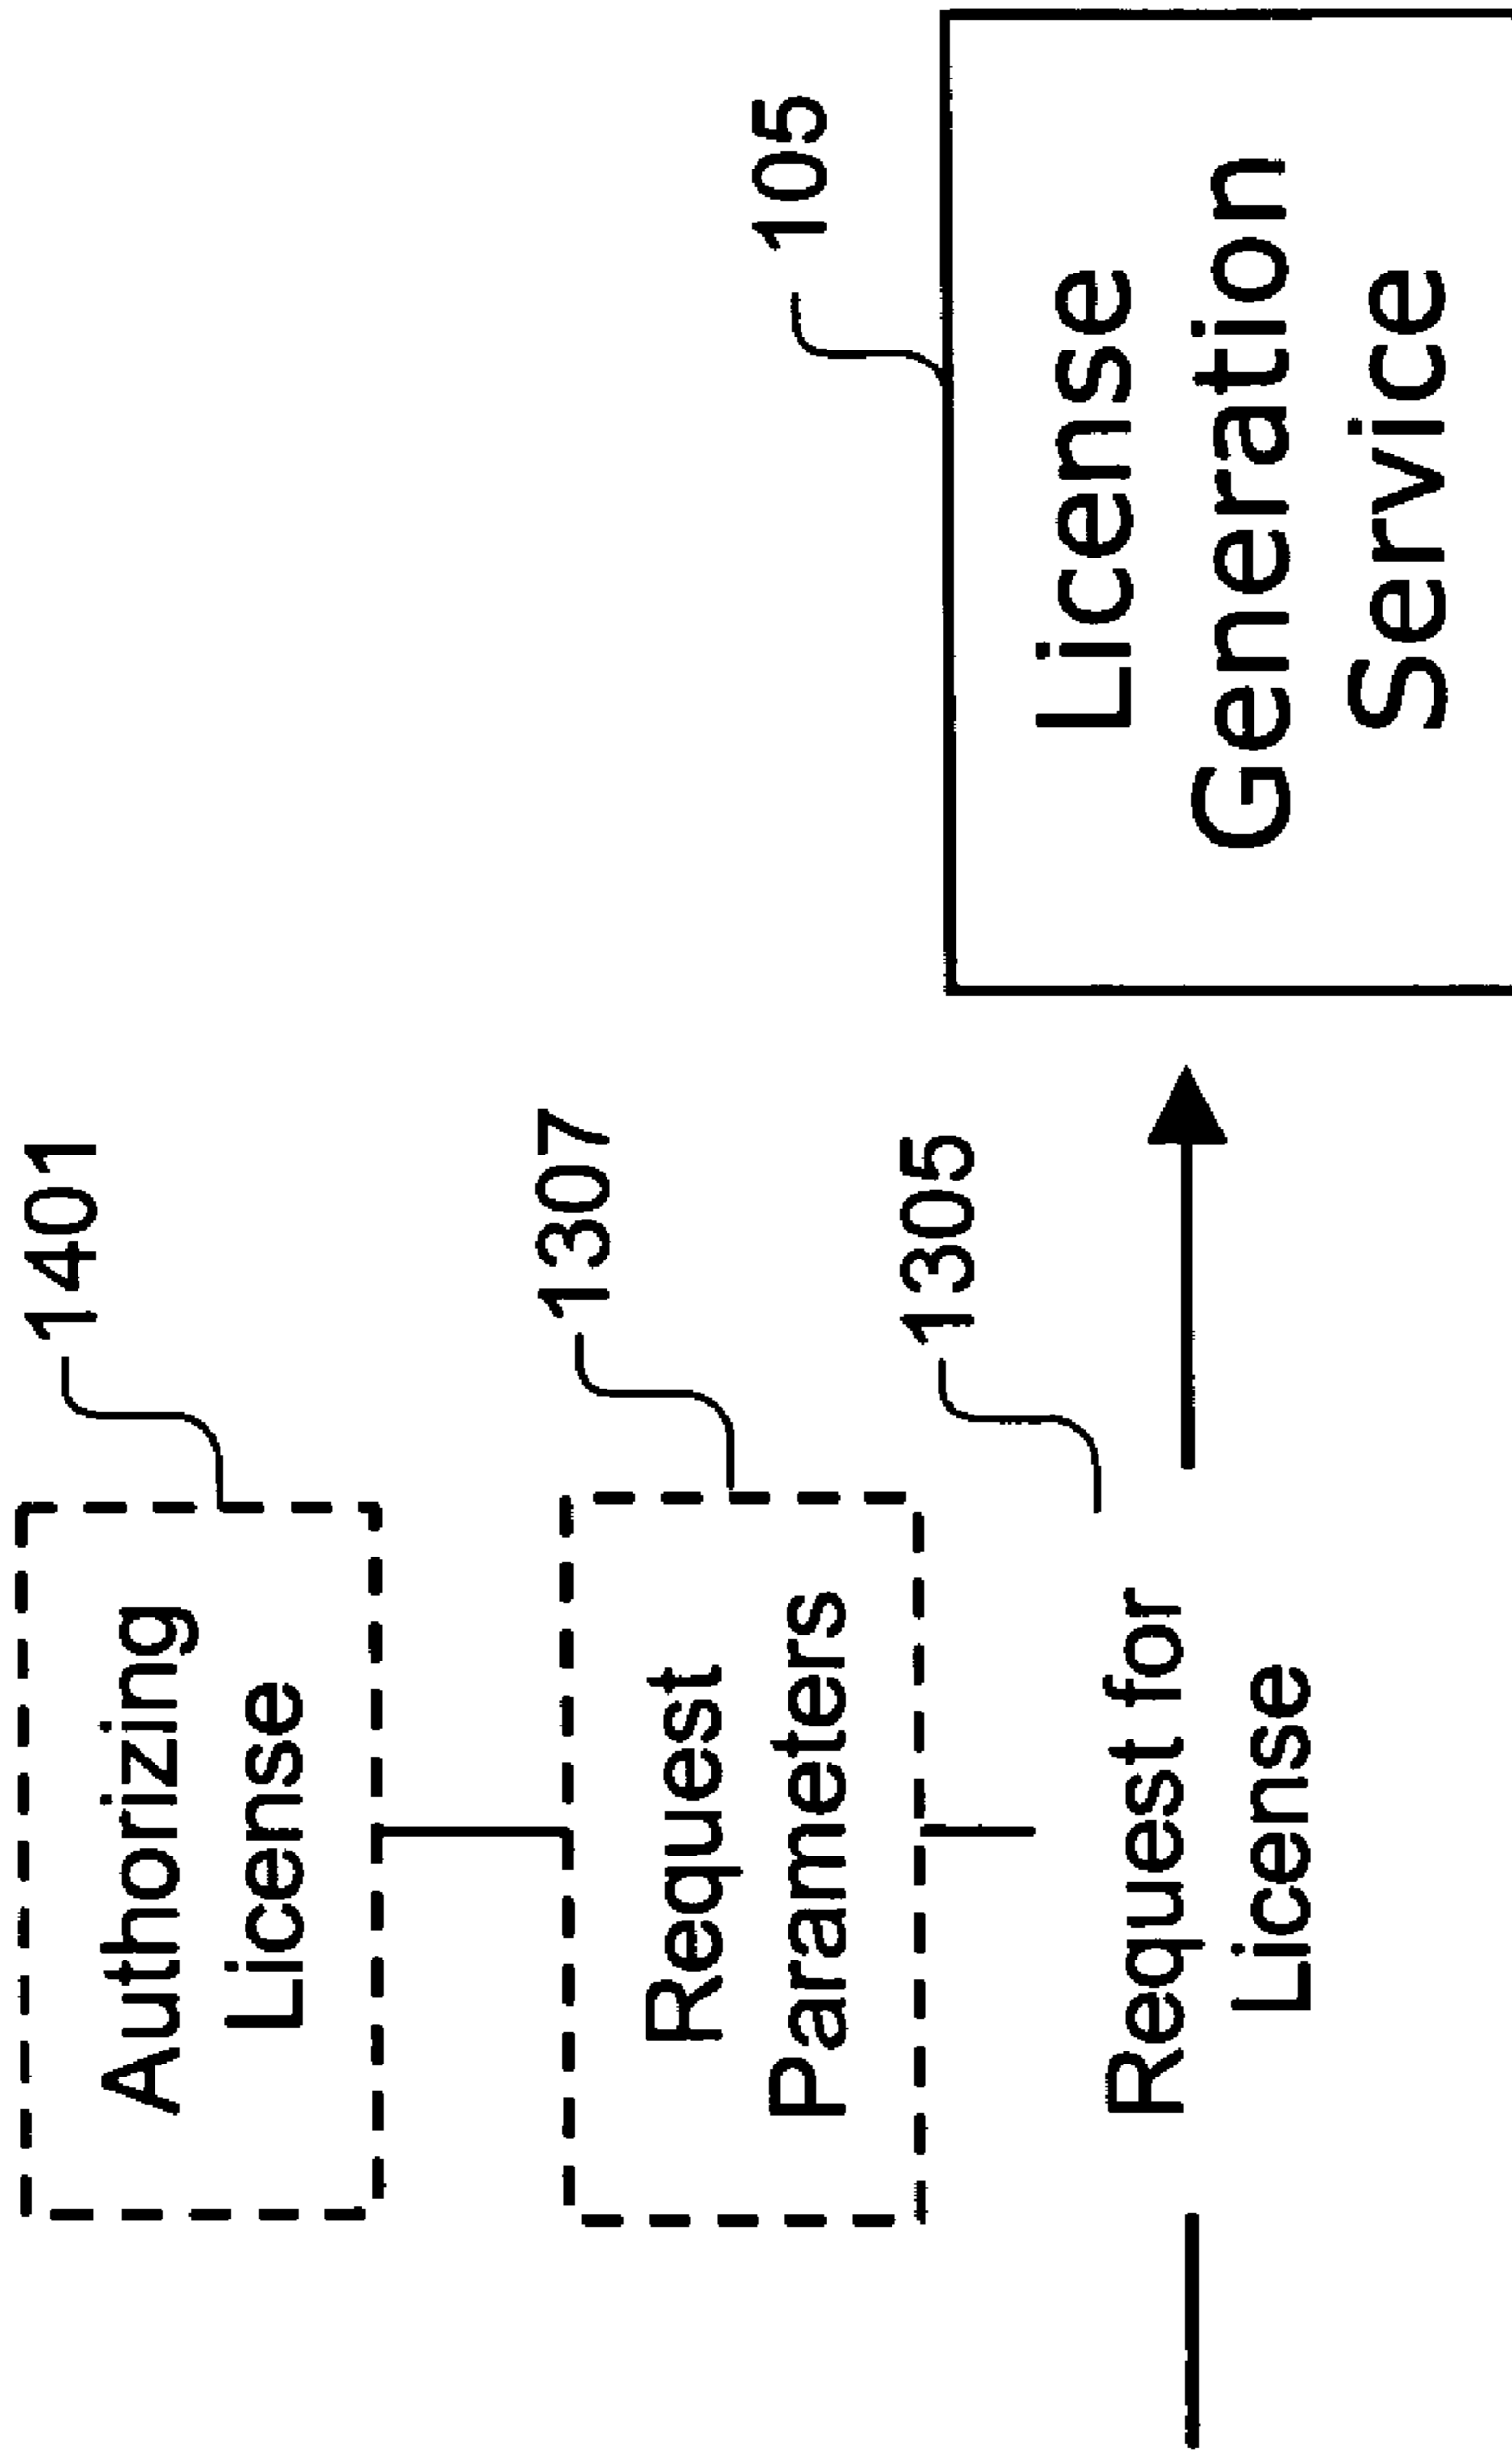 1401
Authorizing
License
1307
Request
Parameters
1305
Request for
License
105
License
Generation
Service